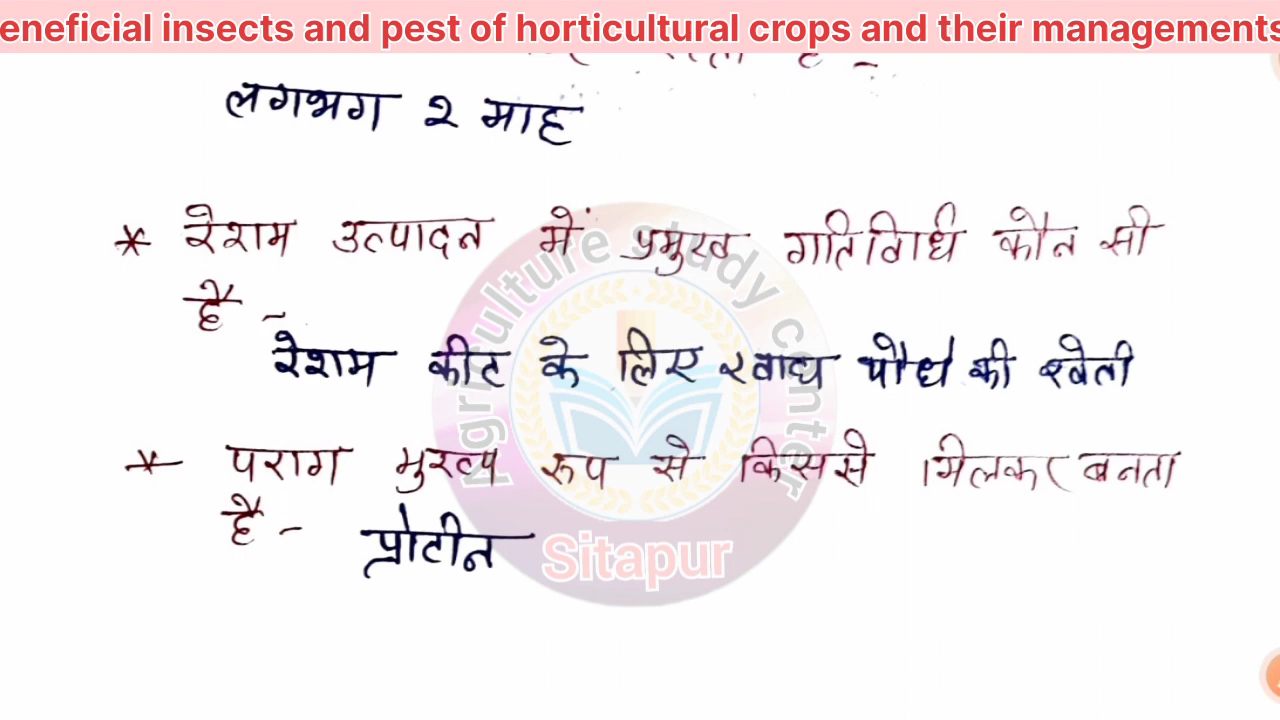 eneficial insects and pest of horticultural crops and their managements
है -
लगभग २ माह
* रेशम उत्पादन में प्रमुख गतिविधि कौन सी
है -
रेशम कीट के लिए खाद्य पौधे की खेती
* पराग मुख्य रूप से किससे मिलकर बनता
है - प्रोटीन
Agriculture study center
Sitapur